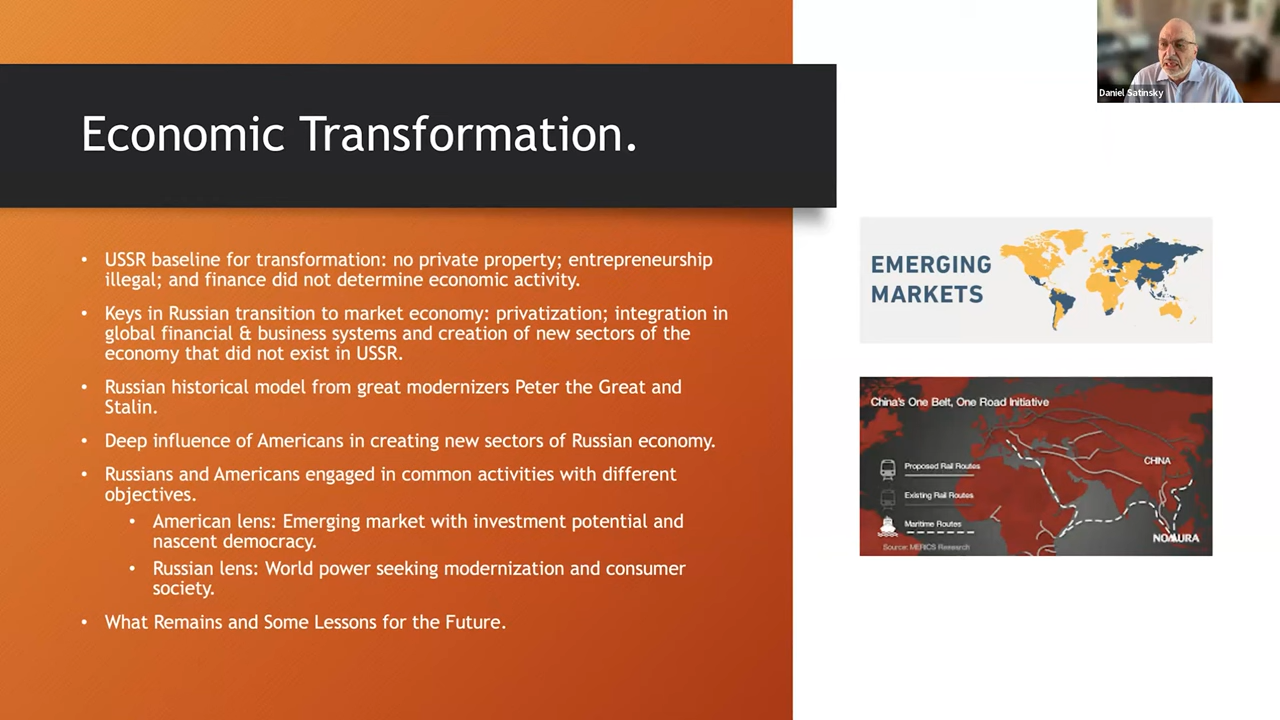 Economic Transformation.
• USSR baseline for transformation: no private property; entrepreneurship
illegal; and finance did not determine economic activity.
• Keys in Russian transition to market economy: privatization; integration in
global financial & business systems and creation of new sectors of the
economy that did not exist in USSR.
• Russian historical model from great modernizers Peter the Great and
Stalin.
• Deep influence of Americans in creating new sectors of Russian economy.
• Russians and Americans engaged in common activities with different
objectives.
• American lens: Emerging market with investment potential and
nascent democracy.
• Russian lens: World power seeking modernization and consumer
society.
• What Remains and Some Lessons for the Future.
Daniel Satinsky
EMERGING
MARKETS
China's One Belt, One Road Initiative
CHINA
Proposed Rail Routes
Existing Rail Routes
Maritime Routes
NOMURA
Source: MERICS Research